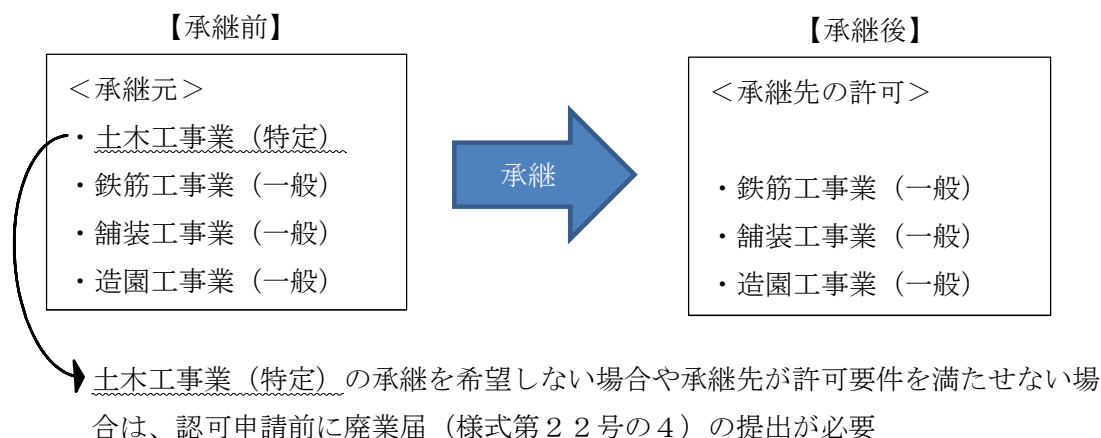 【承継前】
【承継後】
<承継元>
・土木工事業（特定）
・鉄筋工事業（一般）
・舗装工事業（一般）
・造園工事業（一般）
承継
<承継先の許可>
・鉄筋工事業（一般）
・舗装工事業（一般）
・造園工事業（一般）
土木工事業（特定）の承継を希望しない場合や承継先が許可要件を満たせない場
合は、認可申請前に廃業届（様式第２２号の４）の提出が必要